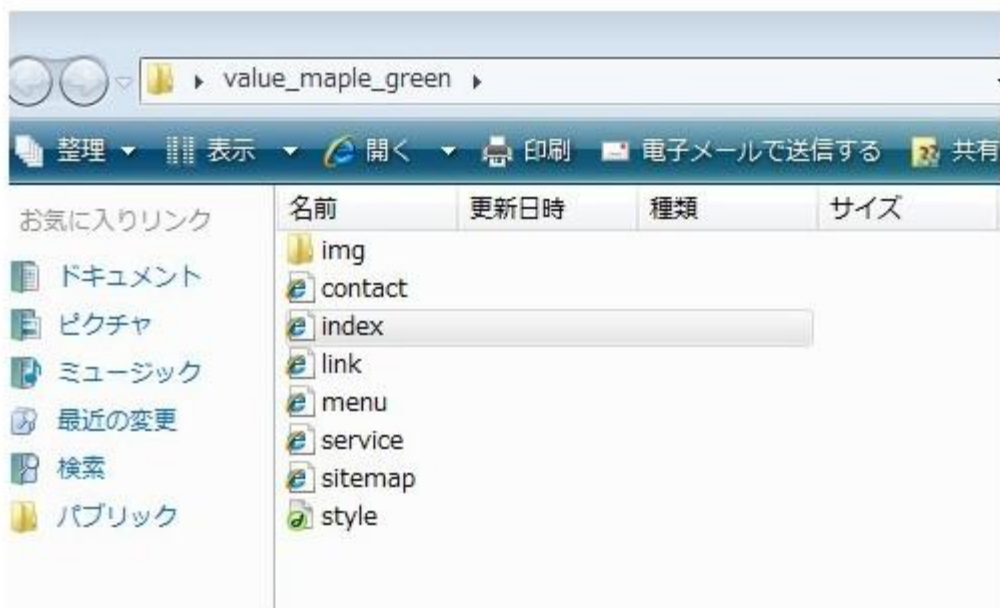 value_maple_green
整理 表示 開く 印刷 電子メールで送信する 共有
お気に入りリンク
ドキュメント
ピクチャ
ミュージック
最近の変更
検索
パブリック
名前 更新日時 種類 サイズ
img
contact
index
link
menu
service
sitemap
style